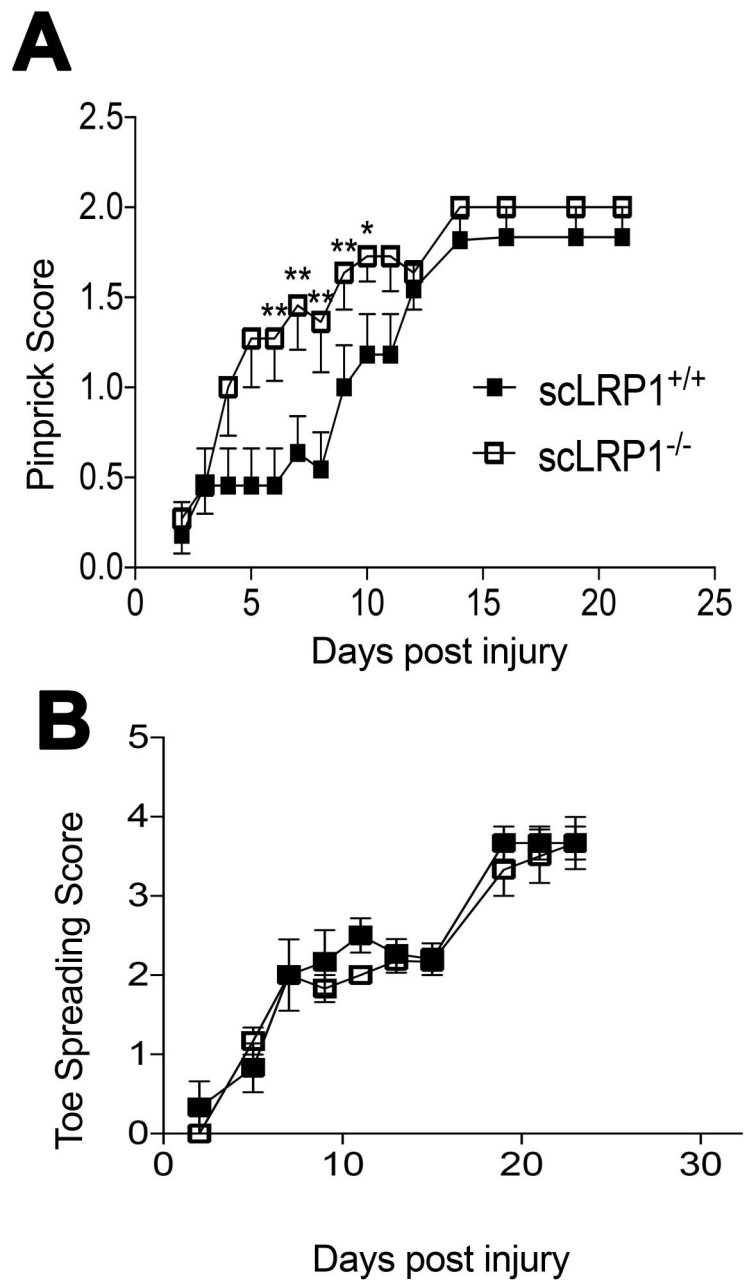 A
2.5
2.0
1.5
1.0
0.5
0.0
Pinprick Score
** ** ** ** *
scLRP1+/+
scLRP1-/-
0 5 10 15 20 25
Days post injury
B
5
4
3
2
1
0
Toe Spreading Score
0 10 20 30
Days post injury